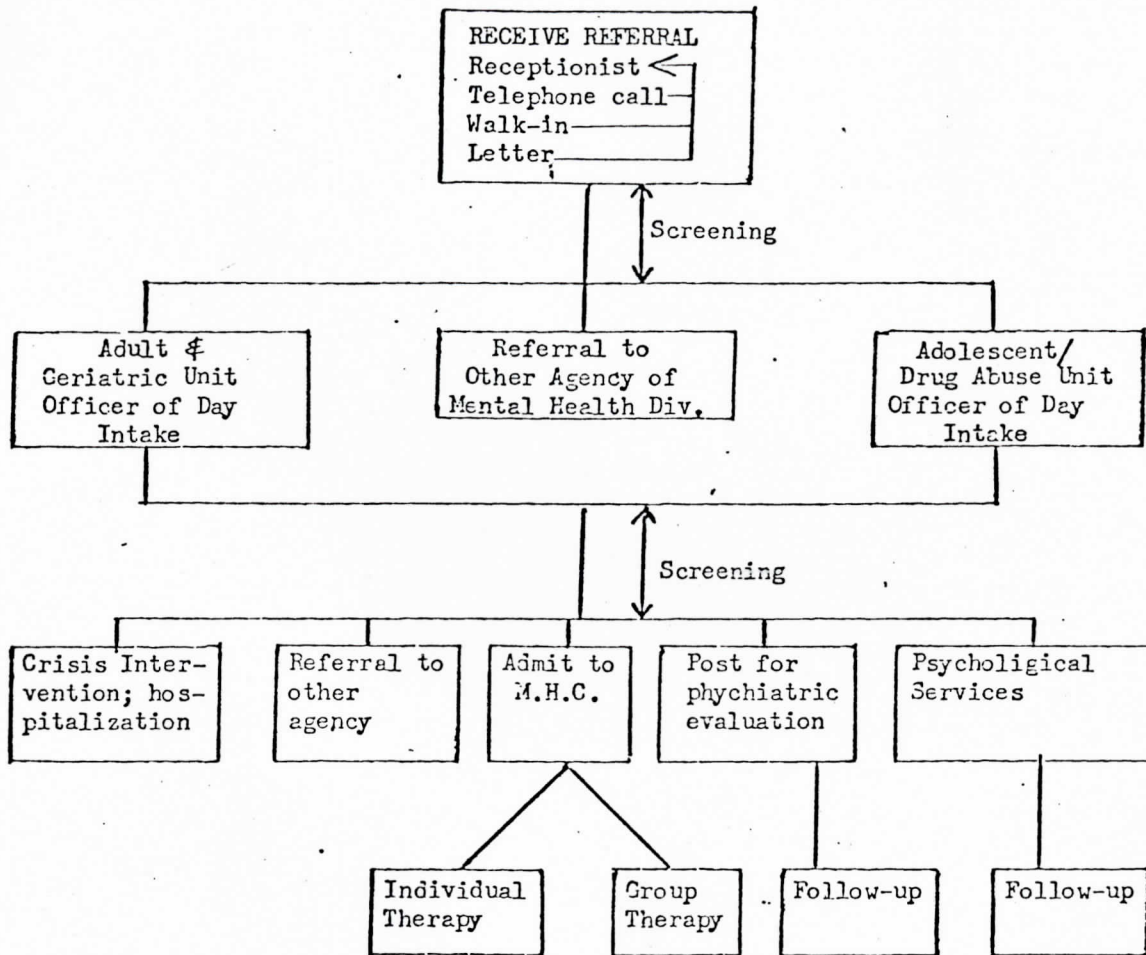 RECEIVE REFERRAL
Receptionist
Telephone call
Walk-in
Letter
Screening
Adult &
Geriatric Unit
Officer of Day
Intake
Referral to
Other Agency of
Mental Health Div.
Adolescent/
Drug Abuse Unit
Officer of Day
Intake
Screening
Crisis Inter-
vention; hos-
pitalization
Referral to
other
agency
Admit to
M.H.C.
Post for
phychiatric
evaluation
Psycholigical
Services
Individual
Therapy
Group
Therapy
Follow-up
Follow-up